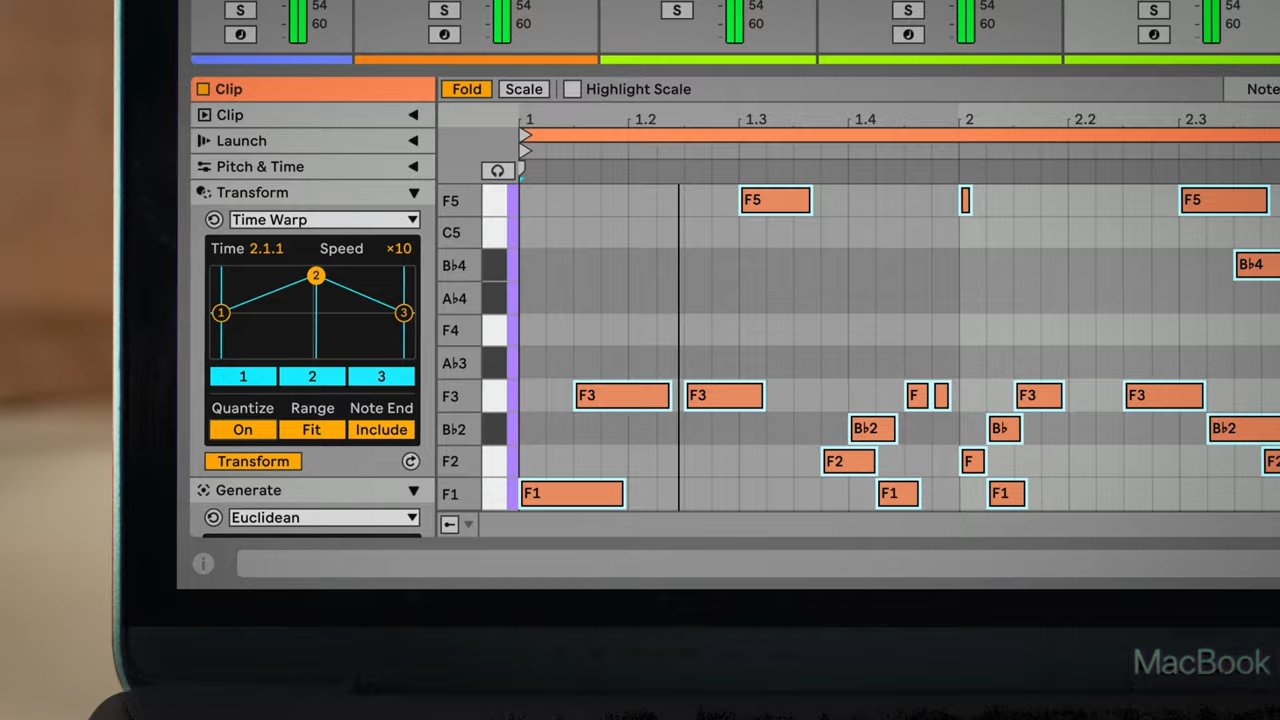 S 54 S 54 S 54 S 54 S 54
60 60 60 60 60
Clip Fold Scale Highlight Scale Note
Clip 1 1.2 1.3 1.4 2 2.2 2.3
Launch
Pitch & Time
Transform F5 F5 F5
Time Warp C5
Time 2.1.1 Speed ×10 B♭4 B♭4
2 A♭4
1 3 F4
A♭3
1 2 3 F3 F3 F3 F F3 F3
Quantize Range Note End
On Fit Include B♭2 B♭2 B♭ B♭2
Transform F2 F2 F F2
Generate F1 F1 F1 F1
Euclidean
MacBook